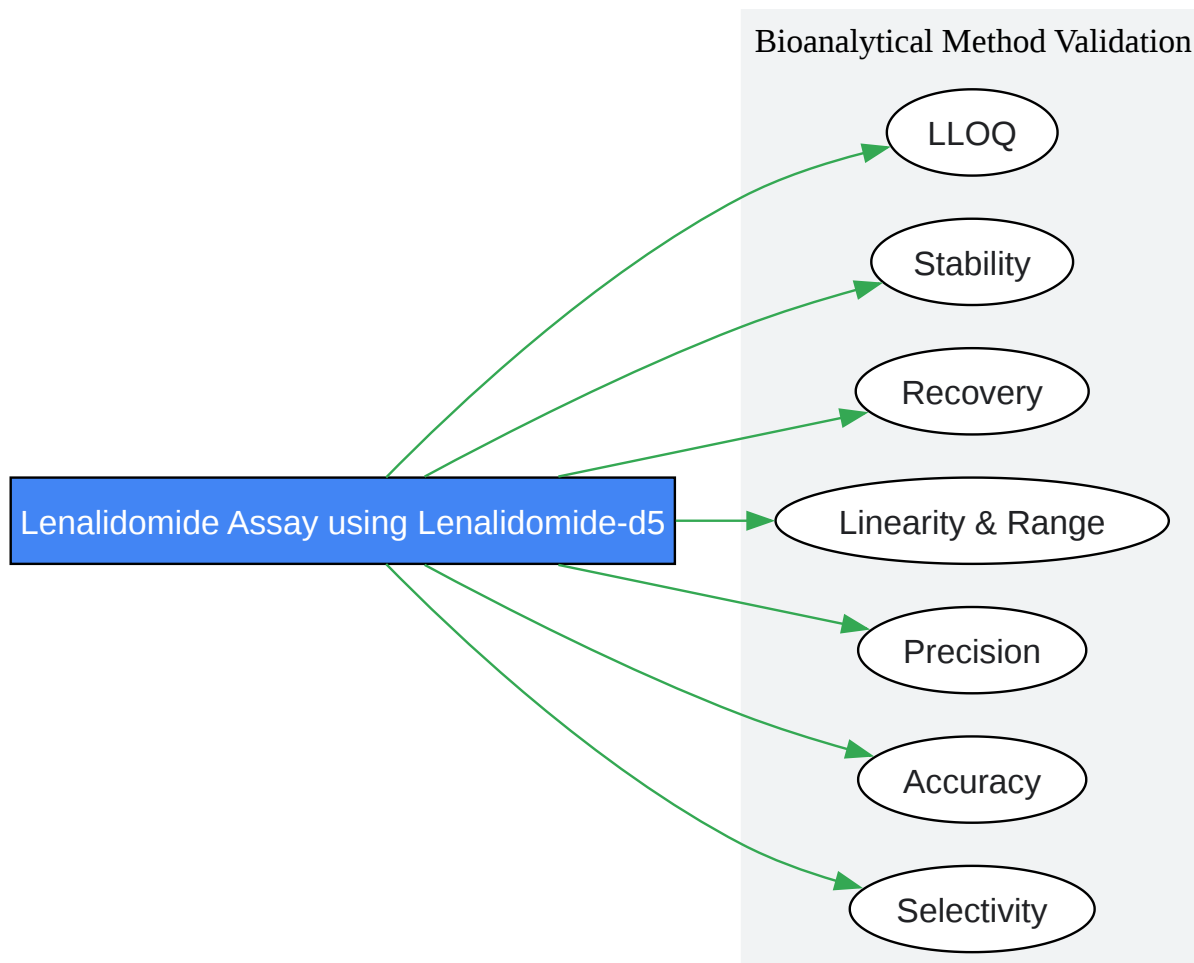 Bioanalytical Method Validation
LLOQ
Stability
Recovery
Lenalidomide Assay using Lenalidomide-d5
Linearity & Range
Precision
Accuracy
Selectivity